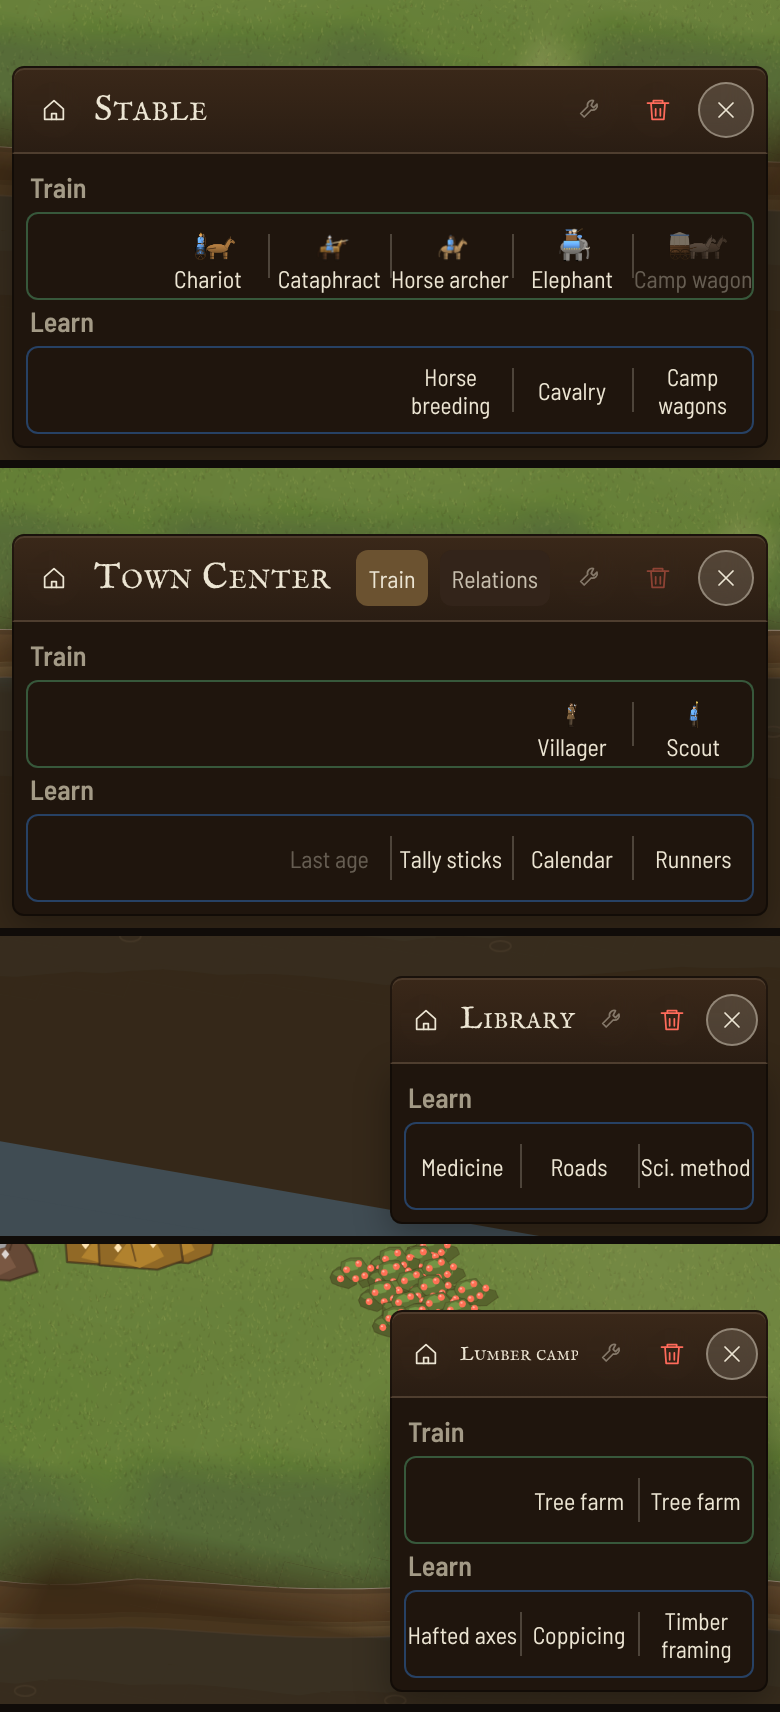 Stable
Train
Chariot Cataphract Horse archer Elephant Camp wagon
Learn
Horse breeding Cavalry Camp wagons
Town Center Train Relations
Train
Villager Scout
Learn
Last age Tally sticks Calendar Runners
Library
Learn
Medicine Roads Sci. method
Lumber camp
Train
Tree farm Tree farm
Learn
Hafted axes Coppicing Timber framing